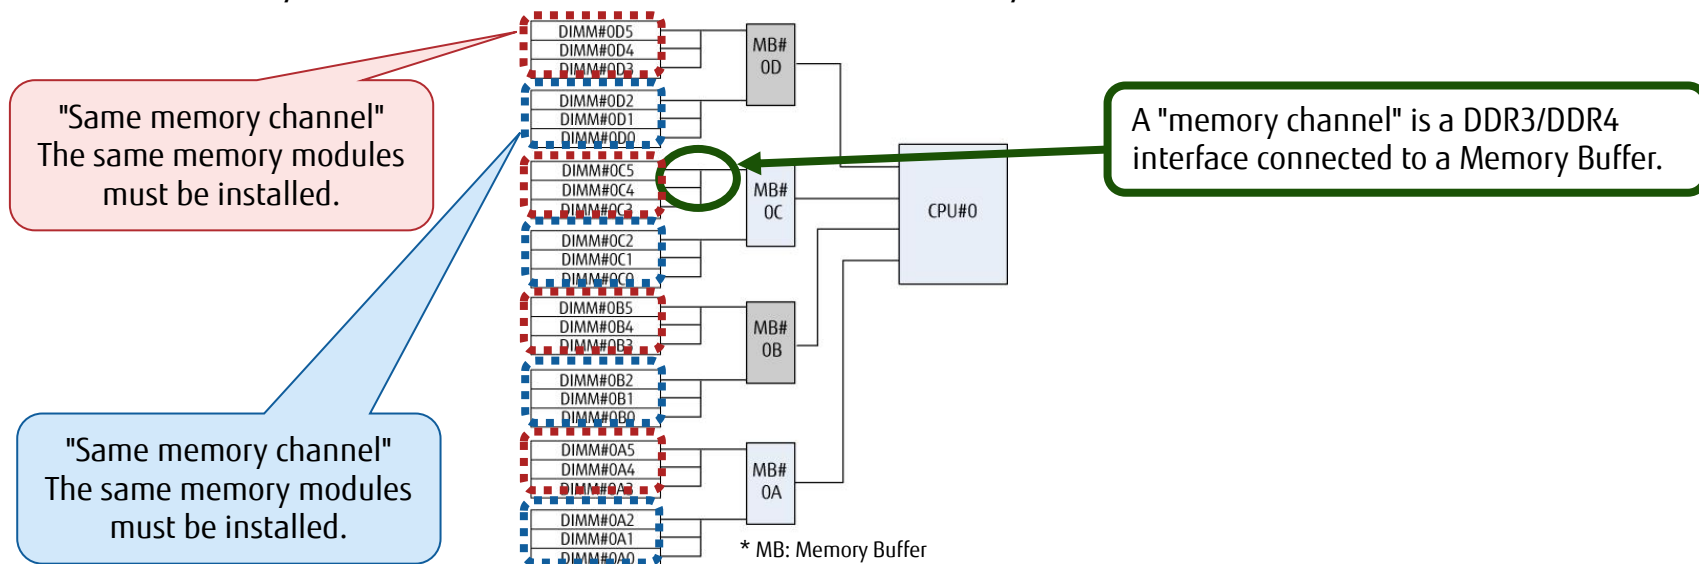 DIMM#0D5
DIMM#0D4
DIMM#0D3
MB#
0D
"Same memory channel"
The same memory modules
must be installed.
DIMM#0D2
DIMM#0D1
DIMM#0D0
A "memory channel" is a DDR3/DDR4
interface connected to a Memory Buffer.
DIMM#0C5
DIMM#0C4
DIMM#0C3
MB#
0C
CPU#0
DIMM#0C2
DIMM#0C1
DIMM#0C0
DIMM#0B5
DIMM#0B4
DIMM#0B3
MB#
0B
DIMM#0B2
DIMM#0B1
DIMM#0B0
"Same memory channel"
The same memory modules
must be installed.
DIMM#0A5
DIMM#0A4
DIMM#0A3
MB#
0A
DIMM#0A2
DIMM#0A1
DIMM#0A0
* MB: Memory Buffer